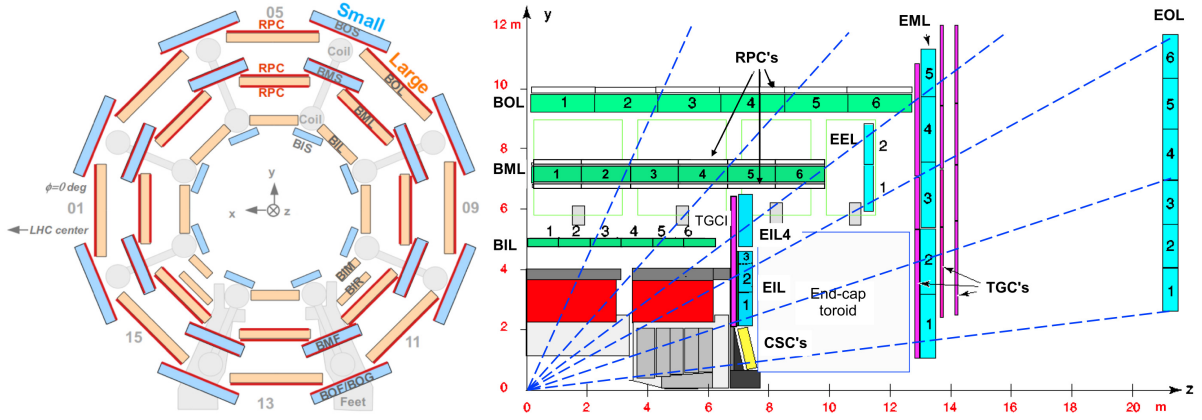 05
Small
RPC
BOS
Coil
Large
RPC
RPC
BMS
BOL
Coil
BML
BIS
BIL
ϕ=0 deg
01
y
x
z
09
LHC center
BIM
BIR
15
BMF
11
BOF/BOG
Feet
13
12 m
y
EML
EOL
RPC's
10
BOL
1 2 3 4 5 6
8
EEL
2
1
BML
1 2 3 4 5 6
6
TGCI
BIL
1 2 3 4 5 6
EIL4
4
3
2
1
EIL
End-cap
toroid
2
CSC's
TGC's
5
4
3
2
1
6
5
4
3
2
1
0
0 2 4 6 8 10 12 14 16 18 20 m
z